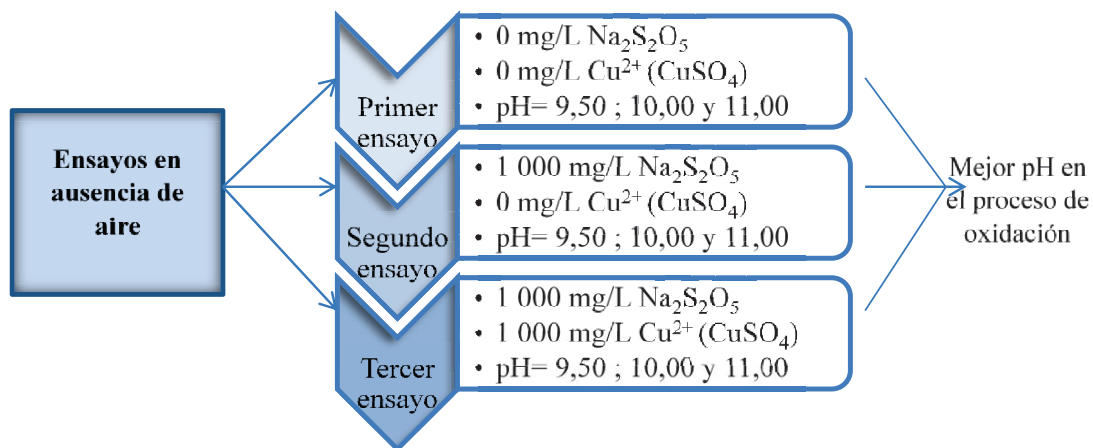 Ensayos en
ausencia de
aire
Primer
ensayo
• 0 mg/L Na₂S₂O₅
• 0 mg/L Cu²⁺ (CuSO₄)
• pH= 9,50 ; 10,00 y 11,00
Segundo
ensayo
• 1 000 mg/L Na₂S₂O₅
• 0 mg/L Cu²⁺ (CuSO₄)
• pH= 9,50 ; 10,00 y 11,00
Tercer
ensayo
• 1 000 mg/L Na₂S₂O₅
• 1 000 mg/L Cu²⁺ (CuSO₄)
• pH= 9,50 ; 10,00 y 11,00
Mejor pH en
el proceso de
oxidación